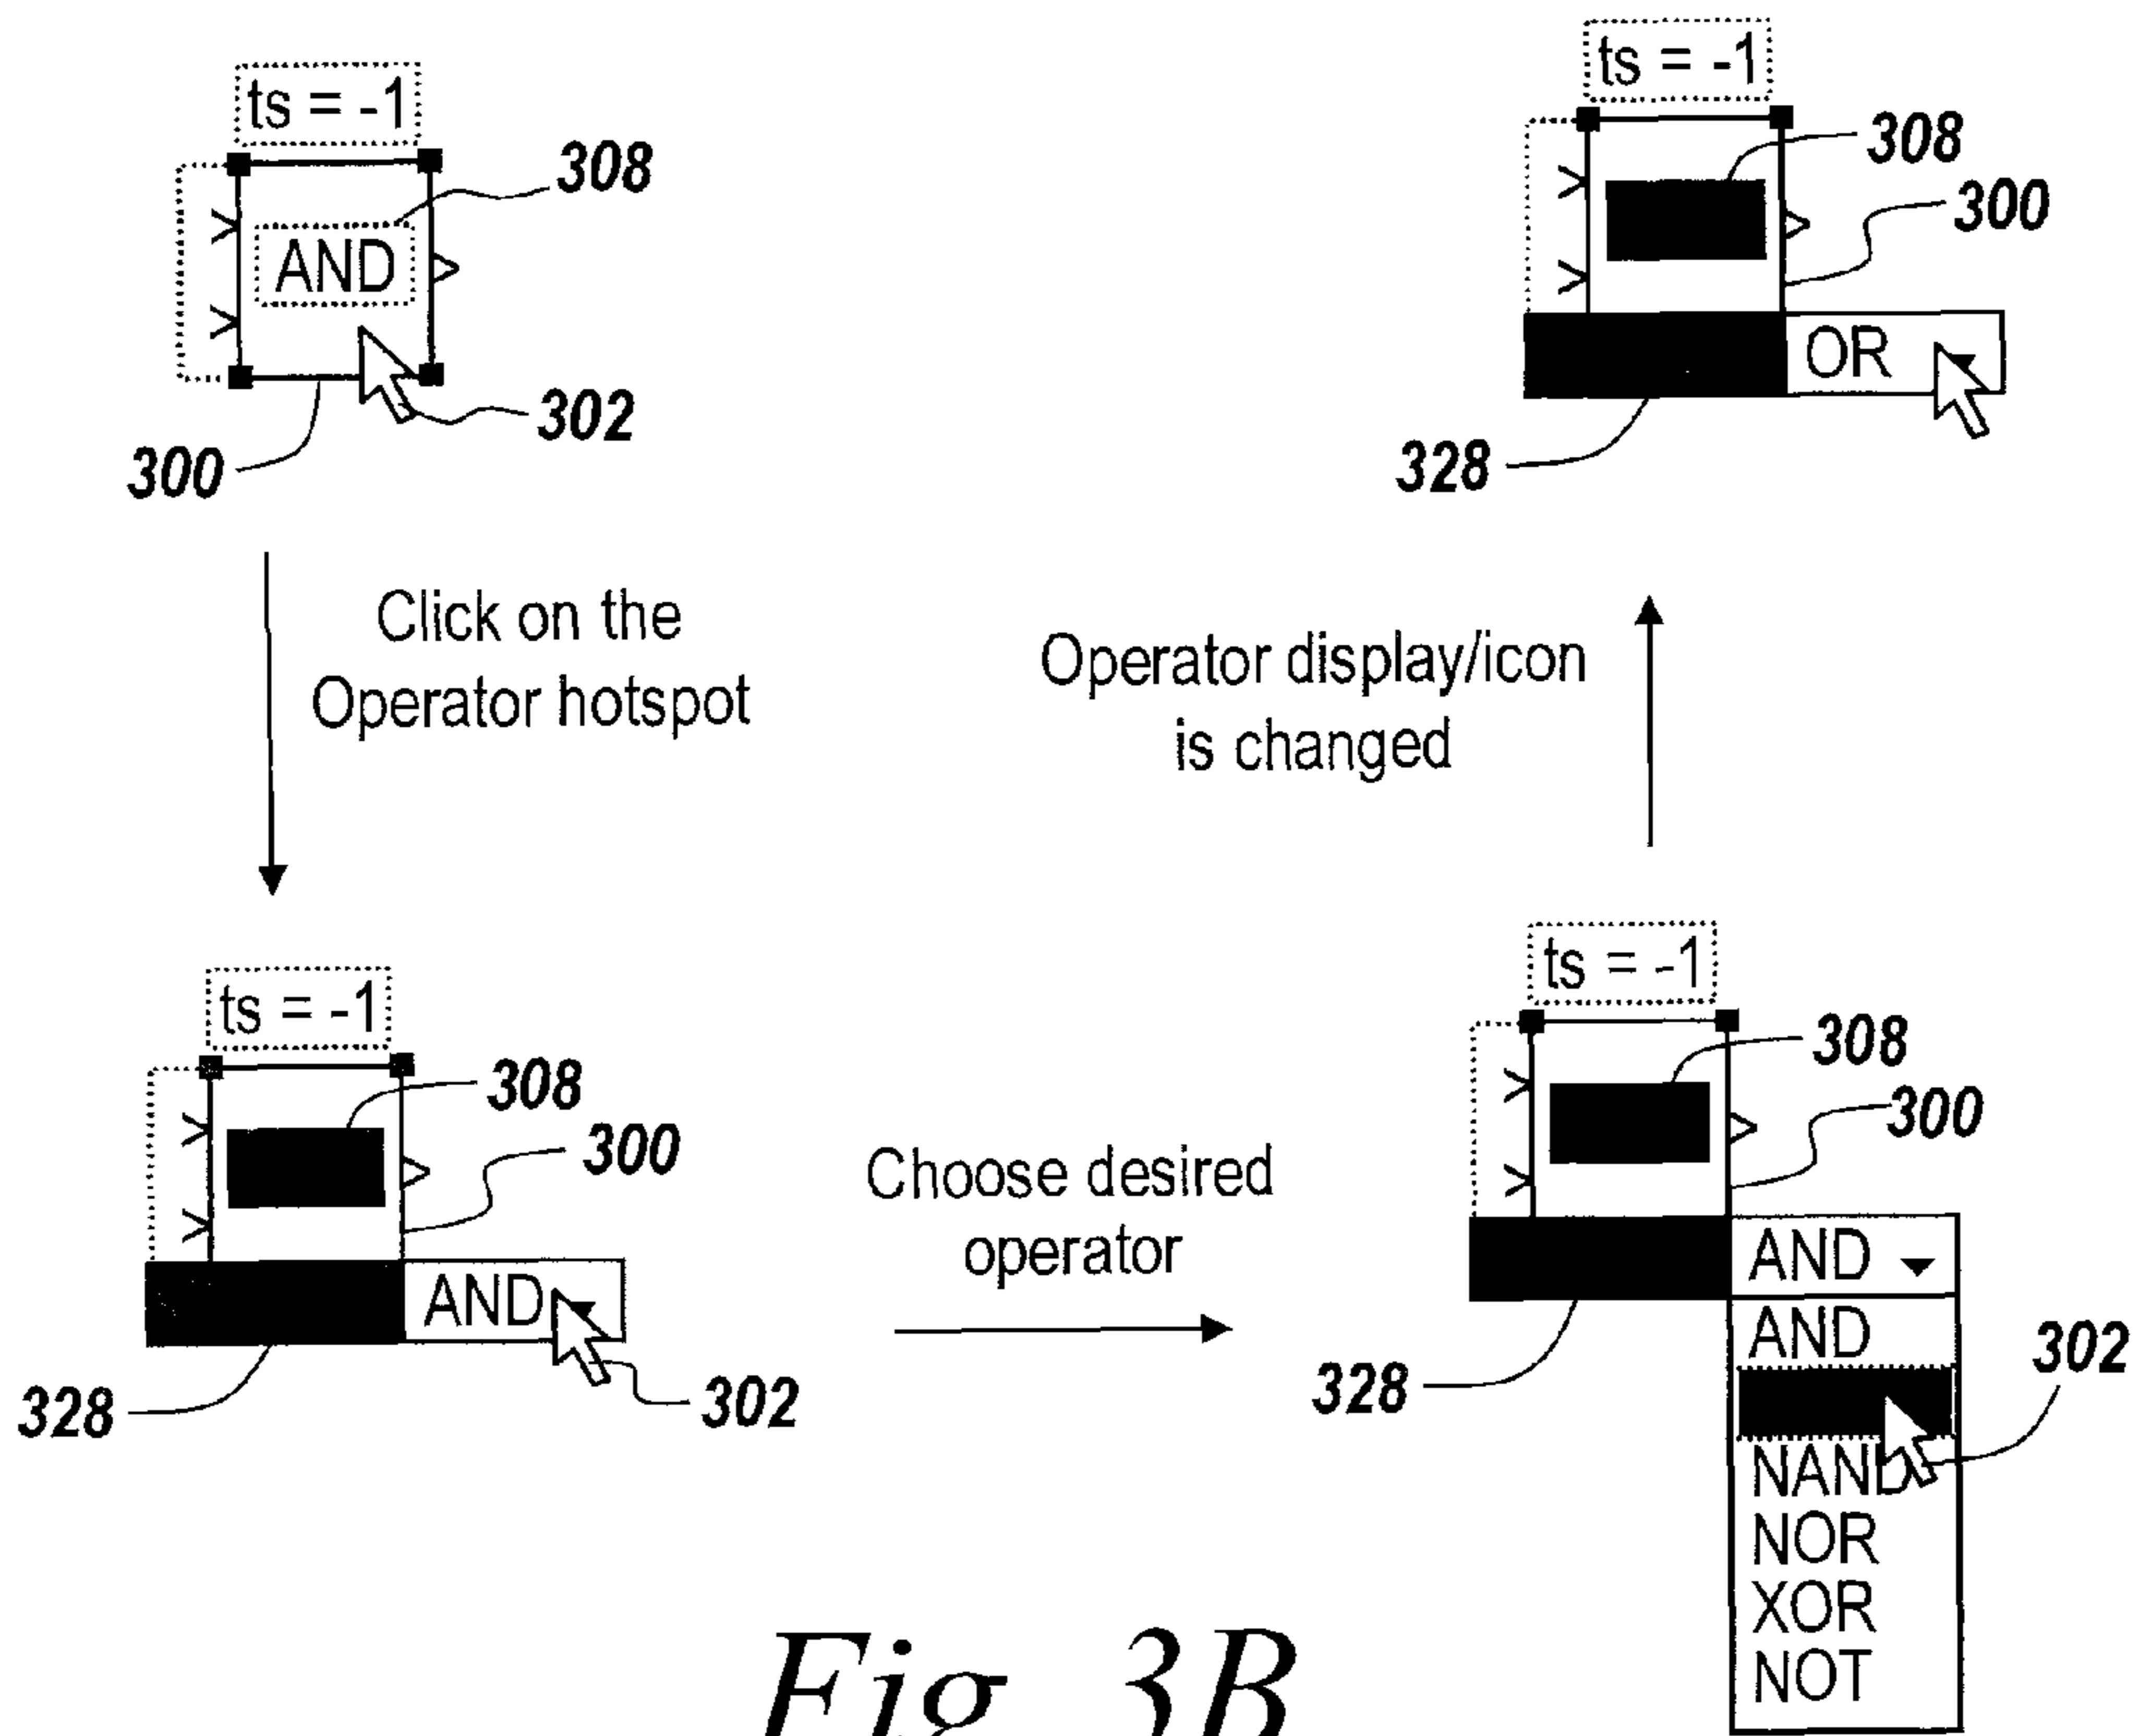 ts = -1
308
AND
302
300
Click on the
Operator hotspot
ts = -1
308
300
AND
302
328
Choose desired
operator
ts = -1
308
300
AND
AND
NAND
NOR
XOR
NOT
302
328
Operator display/icon
is changed
ts = -1
308
300
OR
328
Fig. 3B